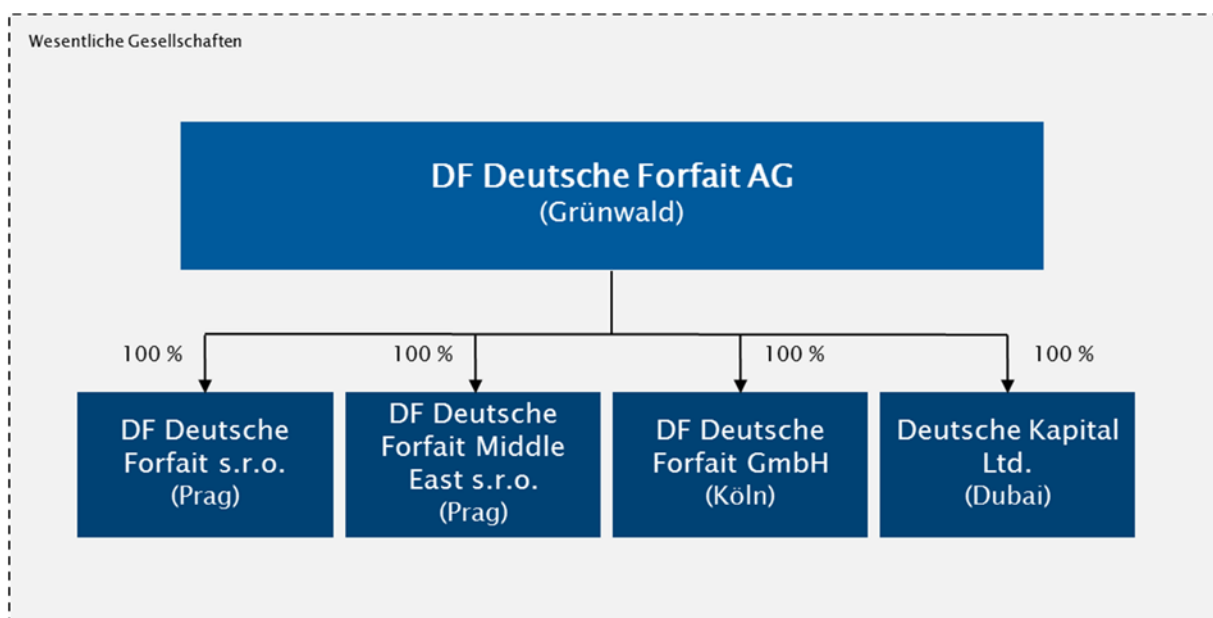 Wesentliche Gesellschaften
DF Deutsche Forfait AG
(Grünwald)
100 %
100 %
100 %
100 %
DF Deutsche
Forfait s.r.o.
(Prag)
DF Deutsche
Forfait Middle
East s.r.o.
(Prag)
DF Deutsche
Forfait GmbH
(Köln)
Deutsche Kapital
Ltd.
(Dubai)